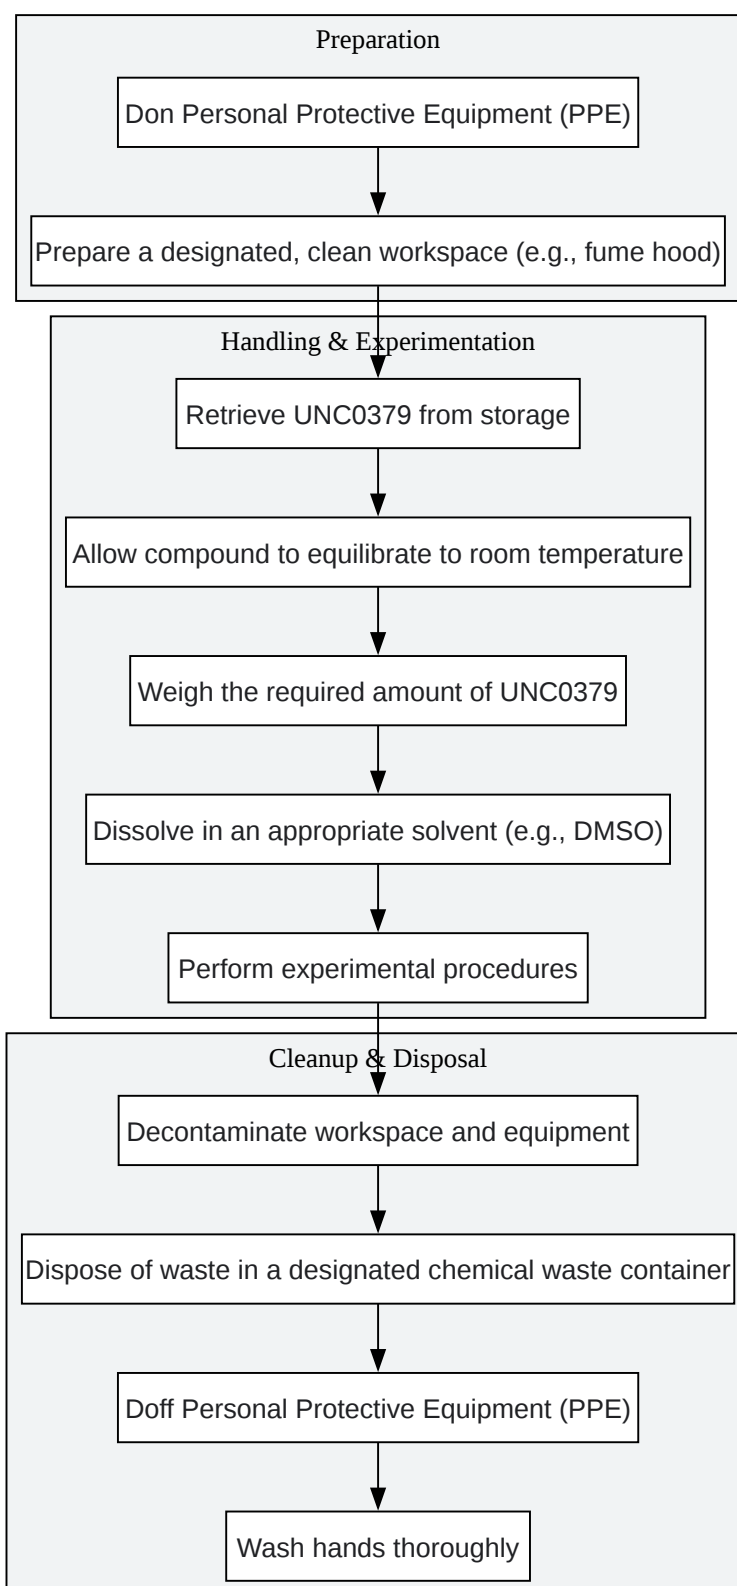 Preparation
Don Personal Protective Equipment (PPE)
Prepare a designated, clean workspace (e.g., fume hood)
Handling & Experimentation
Retrieve UNC0379 from storage
Allow compound to equilibrate to room temperature
Weigh the required amount of UNC0379
Dissolve in an appropriate solvent (e.g., DMSO)
Perform experimental procedures
Cleanup & Disposal
Decontaminate workspace and equipment
Dispose of waste in a designated chemical waste container
Doff Personal Protective Equipment (PPE)
Wash hands thoroughly